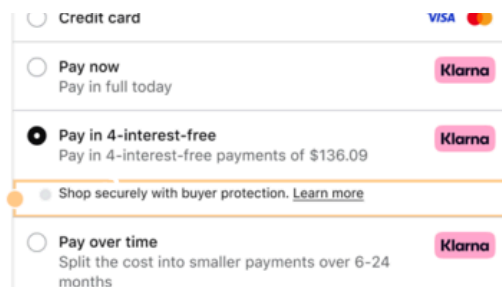 Credit card VISA
Pay now Klarna
Pay in full today
Pay in 4-interest-free Klarna
Pay in 4-interest-free payments of $136.09
Shop securely with buyer protection. Learn more
Pay over time Klarna
Split the cost into smaller payments over 6-24
months